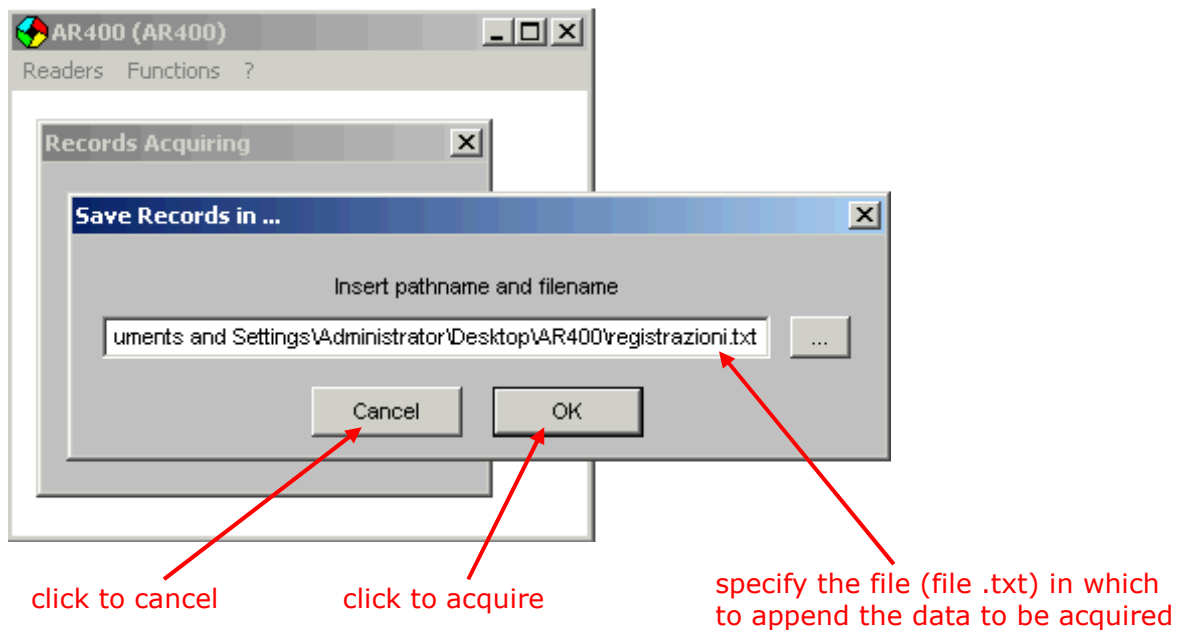 AR400 (AR400)
Readers Functions ?
Records Acquiring
Save Records in ...
Insert pathname and filename
uments and Settings\Administrator\Desktop\AR400\registrazioni.txt
...
Cancel OK
click to cancel
click to acquire
specify the file (file .txt) in which
to append the data to be acquired